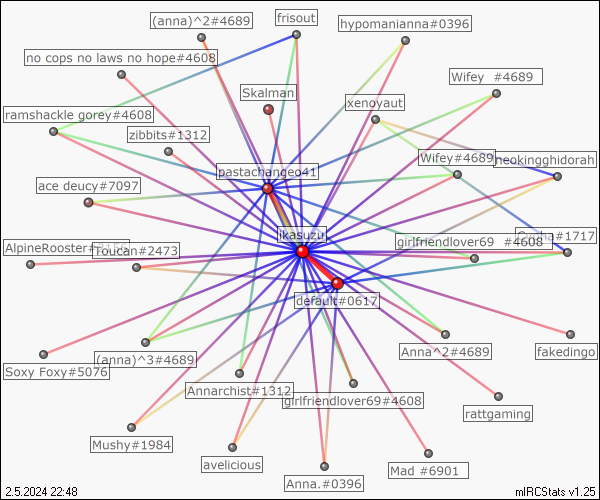 (anna)^2#4689
frisout
hypomanianna#0396
no cops no laws no hope#4608
Wifey #4689
Skalman
xenoyaut
ramshackle gorey#4608
zibbits#1312
Wifey#4689
neokingghidorah
pastachangeo41
ace deucy#7097
jkasuzu
girlfriendlover69 #4608
#1717
AlpineRooster#
Toucan#2473
default#0617
(anna)^3#4689
Anna^2#4689
fakedingo
Soxy Foxy#5076
Annarchist#1312
girlfriendlover69#4608
rattgaming
Mushy#1984
avelicious
Anna.#0396
Mad #6901
2.5.2024 22:48
mIRCStats v1.25